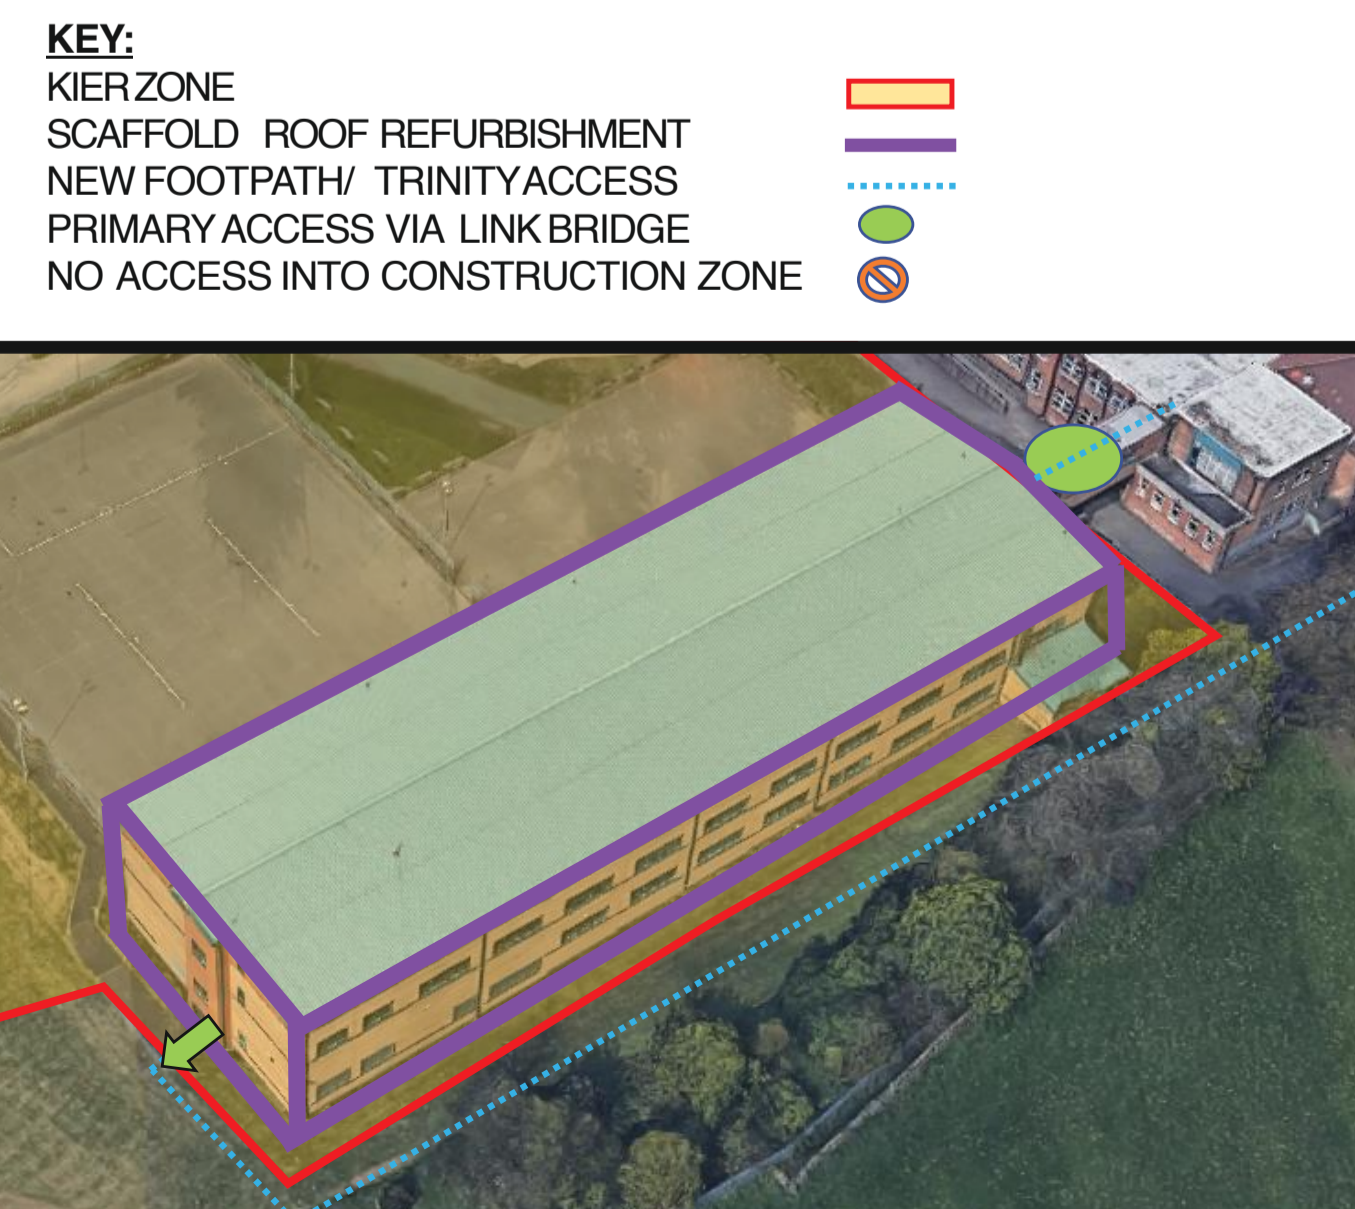 KEY:
KIER ZONE
SCAFFOLD ROOF REFURBISHMENT
NEW FOOTPATH/ TRINITY ACCESS
PRIMARY ACCESS VIA LINK BRIDGE
NO ACCESS INTO CONSTRUCTION ZONE